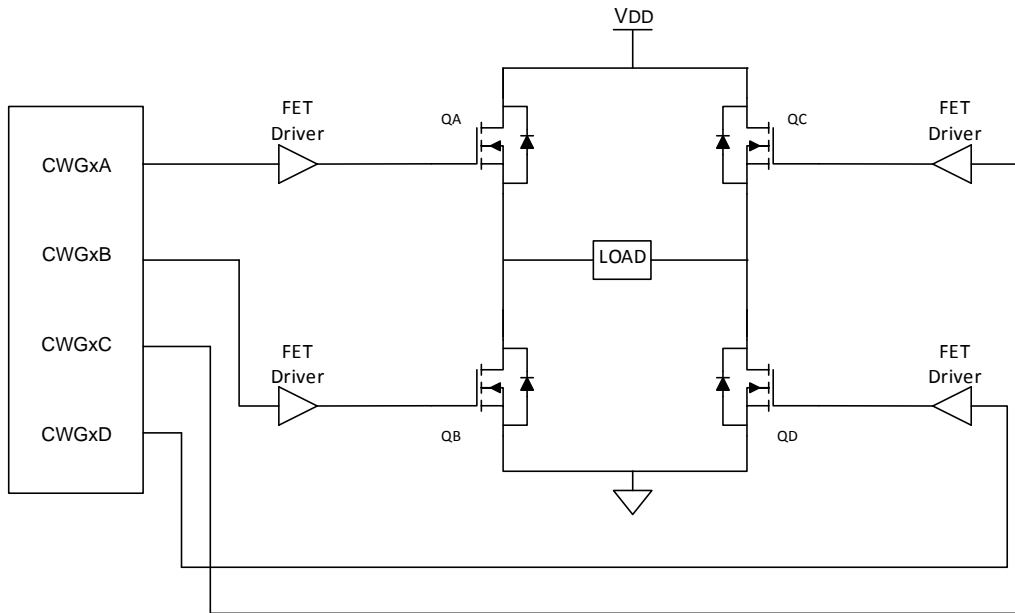 VDD
FET
Driver
QA
QC
FET
Driver
CWGxA
CWGxB
LOAD
CWGxC
FET
Driver
FET
Driver
CWGxD
QB
QD